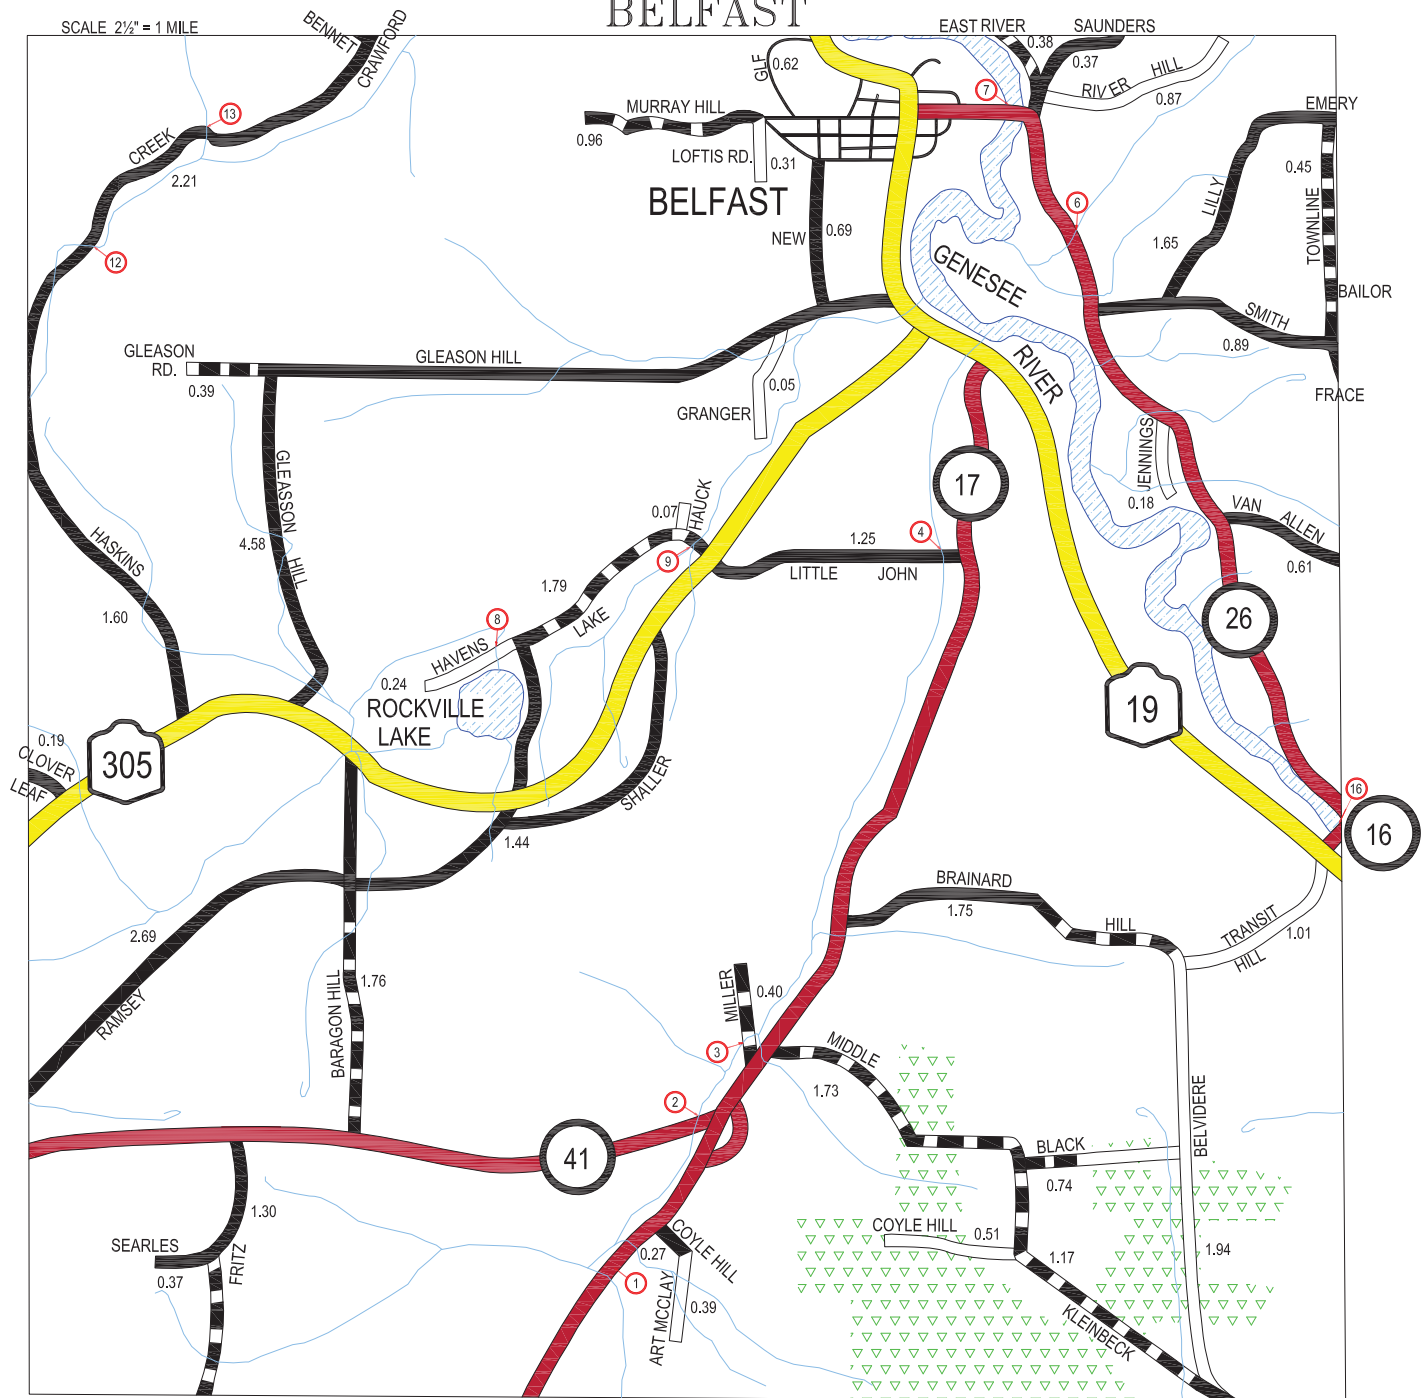 BELFAST
SCALE 2½" = 1 MILE
BENNET
CRAWFORD
EAST RIVER
0.38
SAUNDERS
0.37
RIVER HILL
0.87
GLF
0.62
7
13
CREEK
2.21
12
MURRAY HILL
0.96
LOFTIS RD.
0.31
BELFAST
NEW
0.69
EMERY
0.45
LILLY
TOWNLINE
1.65
6
GENESEE
RIVER
BAILOR
SMITH
0.89
FRACE
GLEASON
RD.
0.39
GLEASON HILL
0.05
GRANGER
GLEASSON HILL
4.58
JENNINGS
0.18
17
VAN ALLEN
0.61
0.07
HAUCK
9
4
1.25
LITTLE JOHN
HASKINS
1.60
1.79
LAKE
8
HAVENS
0.24
ROCKVILLE
LAKE
26
19
0.19
CLOVER
LEAF
305
SHALLER
1.44
16
16
BRAINARD
1.75
HILL
TRANSIT
HILL
1.01
2.69
RAMSEY
BARAGON HILL
1.76
MILLER
0.40
3
MIDDLE
1.73
2
41
BLACK
0.74
BELVIDERE
1.94
COYLE HILL
0.51
1.17
KLEINBECK
1.30
FRITZ
SEARLES
0.37
COYLE HILL
0.27
1
ART MCCLAY
0.39